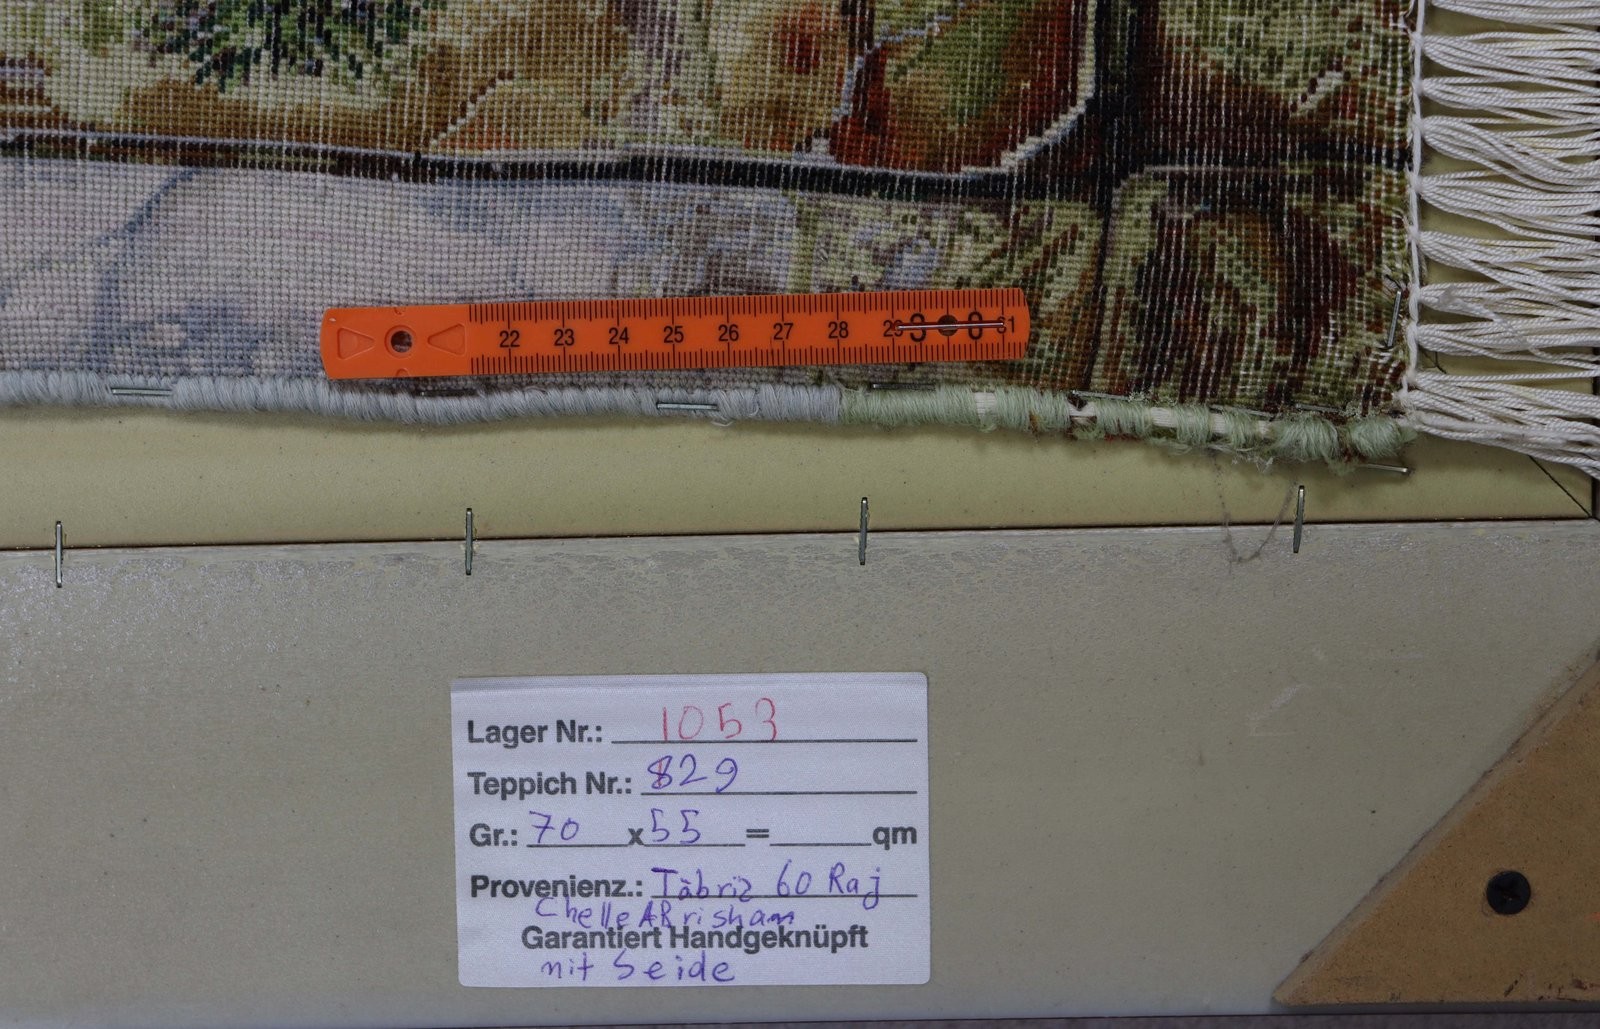 22 23 24 25 26 27 28 29 30 31
Lager Nr.: 1053
Teppich Nr.: 829
Gr.: 70 x 55 = qm
Provenienz.: Täbriz 60 Raj
Chelle ABrisham
Garantiert Handgeknüpft
mit Seide